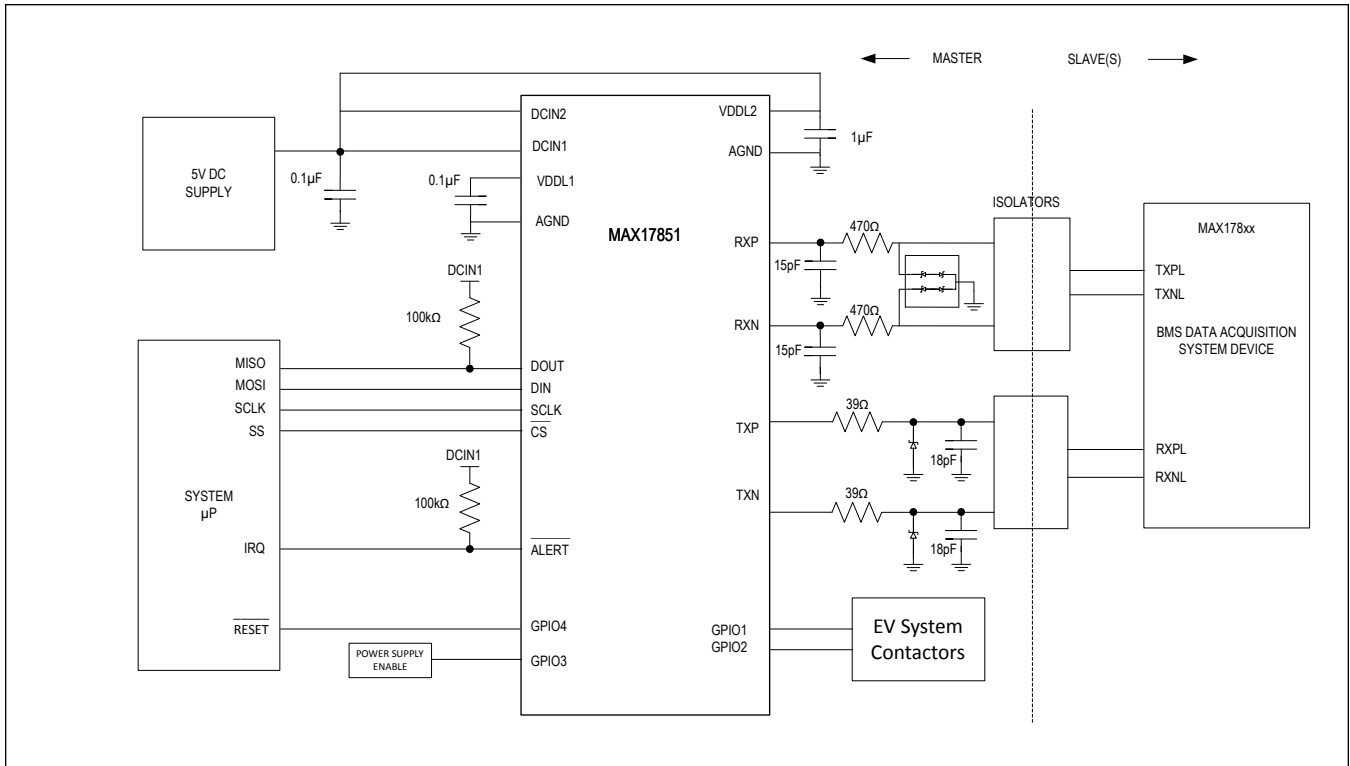 MASTER
SLAVE(S)
5V DC
SUPPLY
0.1µF
0.1µF
DCIN2
DCIN1
VDDL1
AGND
MAX17851
VDDL2
AGND
1µF
DCIN1
100kΩ
RXP
RXN
15pF
15pF
470Ω
470Ω
ISOLATORS
MAX178xx
TXPL
TXNL
BMS DATA ACQUISITION
SYSTEM DEVICE
RXPL
RXNL
MISO
MOSI
SCLK
SS
SYSTEM
µP
IRQ
RESET
DOUT
DIN
SCLK
CS
DCIN1
100kΩ
ALERT
TXP
TXN
39Ω
39Ω
18pF
18pF
GPIO4
GPIO3
POWER SUPPLY
ENABLE
GPIO1
GPIO2
EV System
Contactors